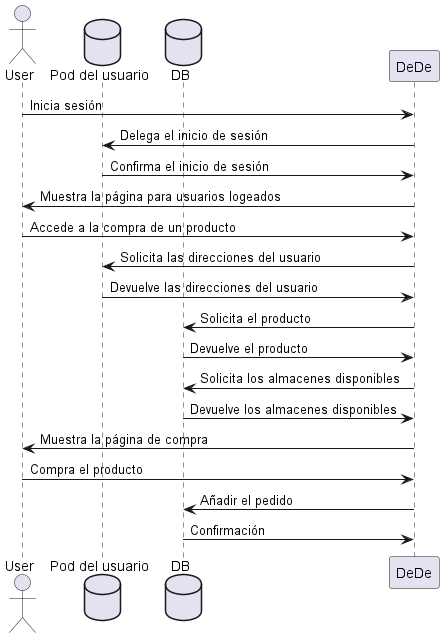 User
Pod del usuario
DB
DeDe
Inicia sesión
Delega el inicio de sesión
Confirma el inicio de sesión
Muestra la página para usuarios logeados
Accede a la compra de un producto
Solicita las direcciones del usuario
Devuelve las direcciones del usuario
Solicita el producto
Devuelve el producto
Solicita los almacenes disponibles
Devuelve los almacenes disponibles
Muestra la página de compra
Compra el producto
Añadir el pedido
Confirmación
User
Pod del usuario
DB
DeDe